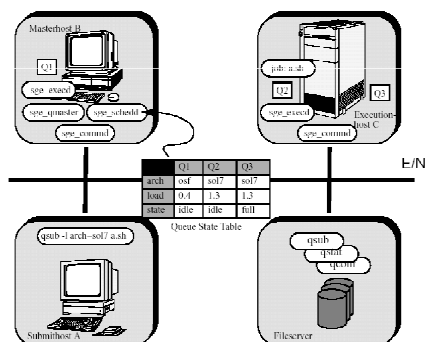 Masterhost B
Q1
sge_execd
sge_qmaster
sge_schedd
sge_commd
job: a.sh
Q2
Q3
sge_execd
Execution-
host C
sge_commd
E/N
Q1 Q2 Q3
arch osf sol7 sol7
load 0.4 1.3 1.3
state idle idle full
Queue State Table
qsub -l arch=sol7 a.sh
Submithost A
qsub
qstat
qconf
Fileserver